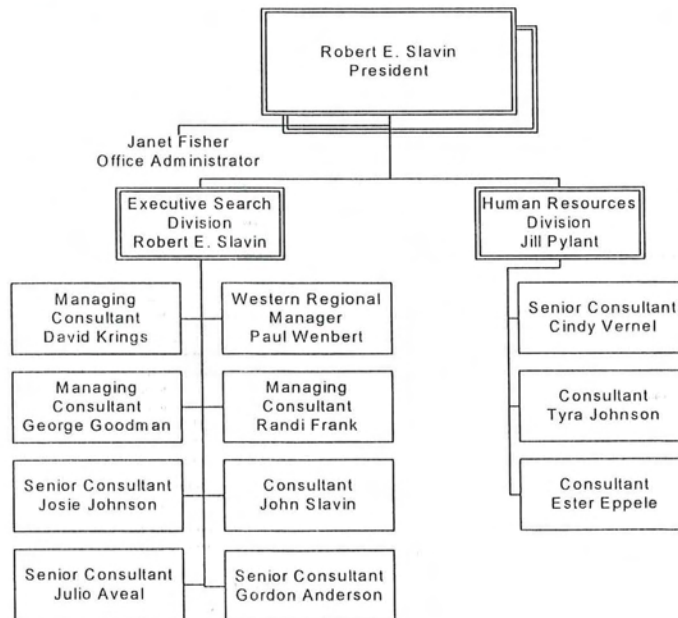 Robert E. Slavin
President
Janet Fisher
Office Administrator
Executive Search
Division
Robert E. Slavin
Human Resources
Division
Jill Pylant
Managing
Consultant
David Krings
Western Regional
Manager
Paul Wenbert
Senior Consultant
Cindy Vernel
Managing
Consultant
George Goodman
Managing
Consultant
Randi Frank
Consultant
Tyra Johnson
Senior Consultant
Josie Johnson
Consultant
John Slavin
Consultant
Ester Eppele
Senior Consultant
Julio Aveal
Senior Consultant
Gordon Anderson